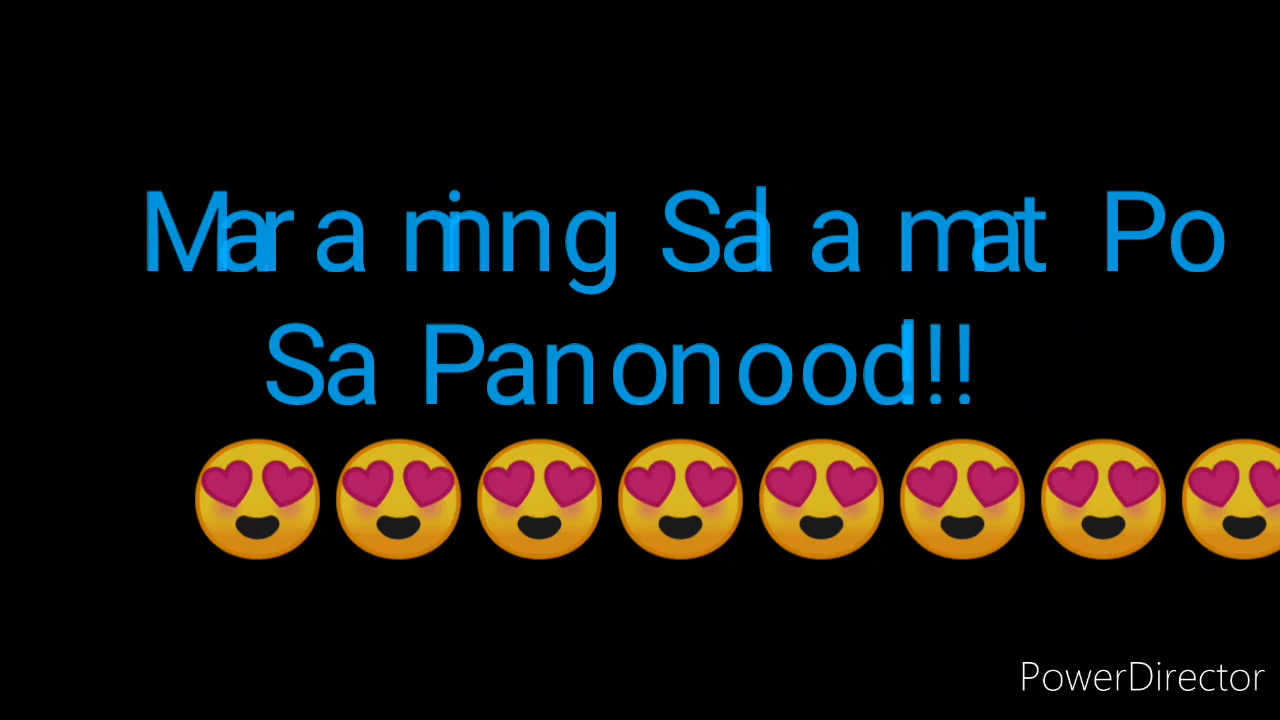 Maraming Salamat Po
Sa Panonood!!
😍😍😍😍😍😍😍😍
PowerDirector